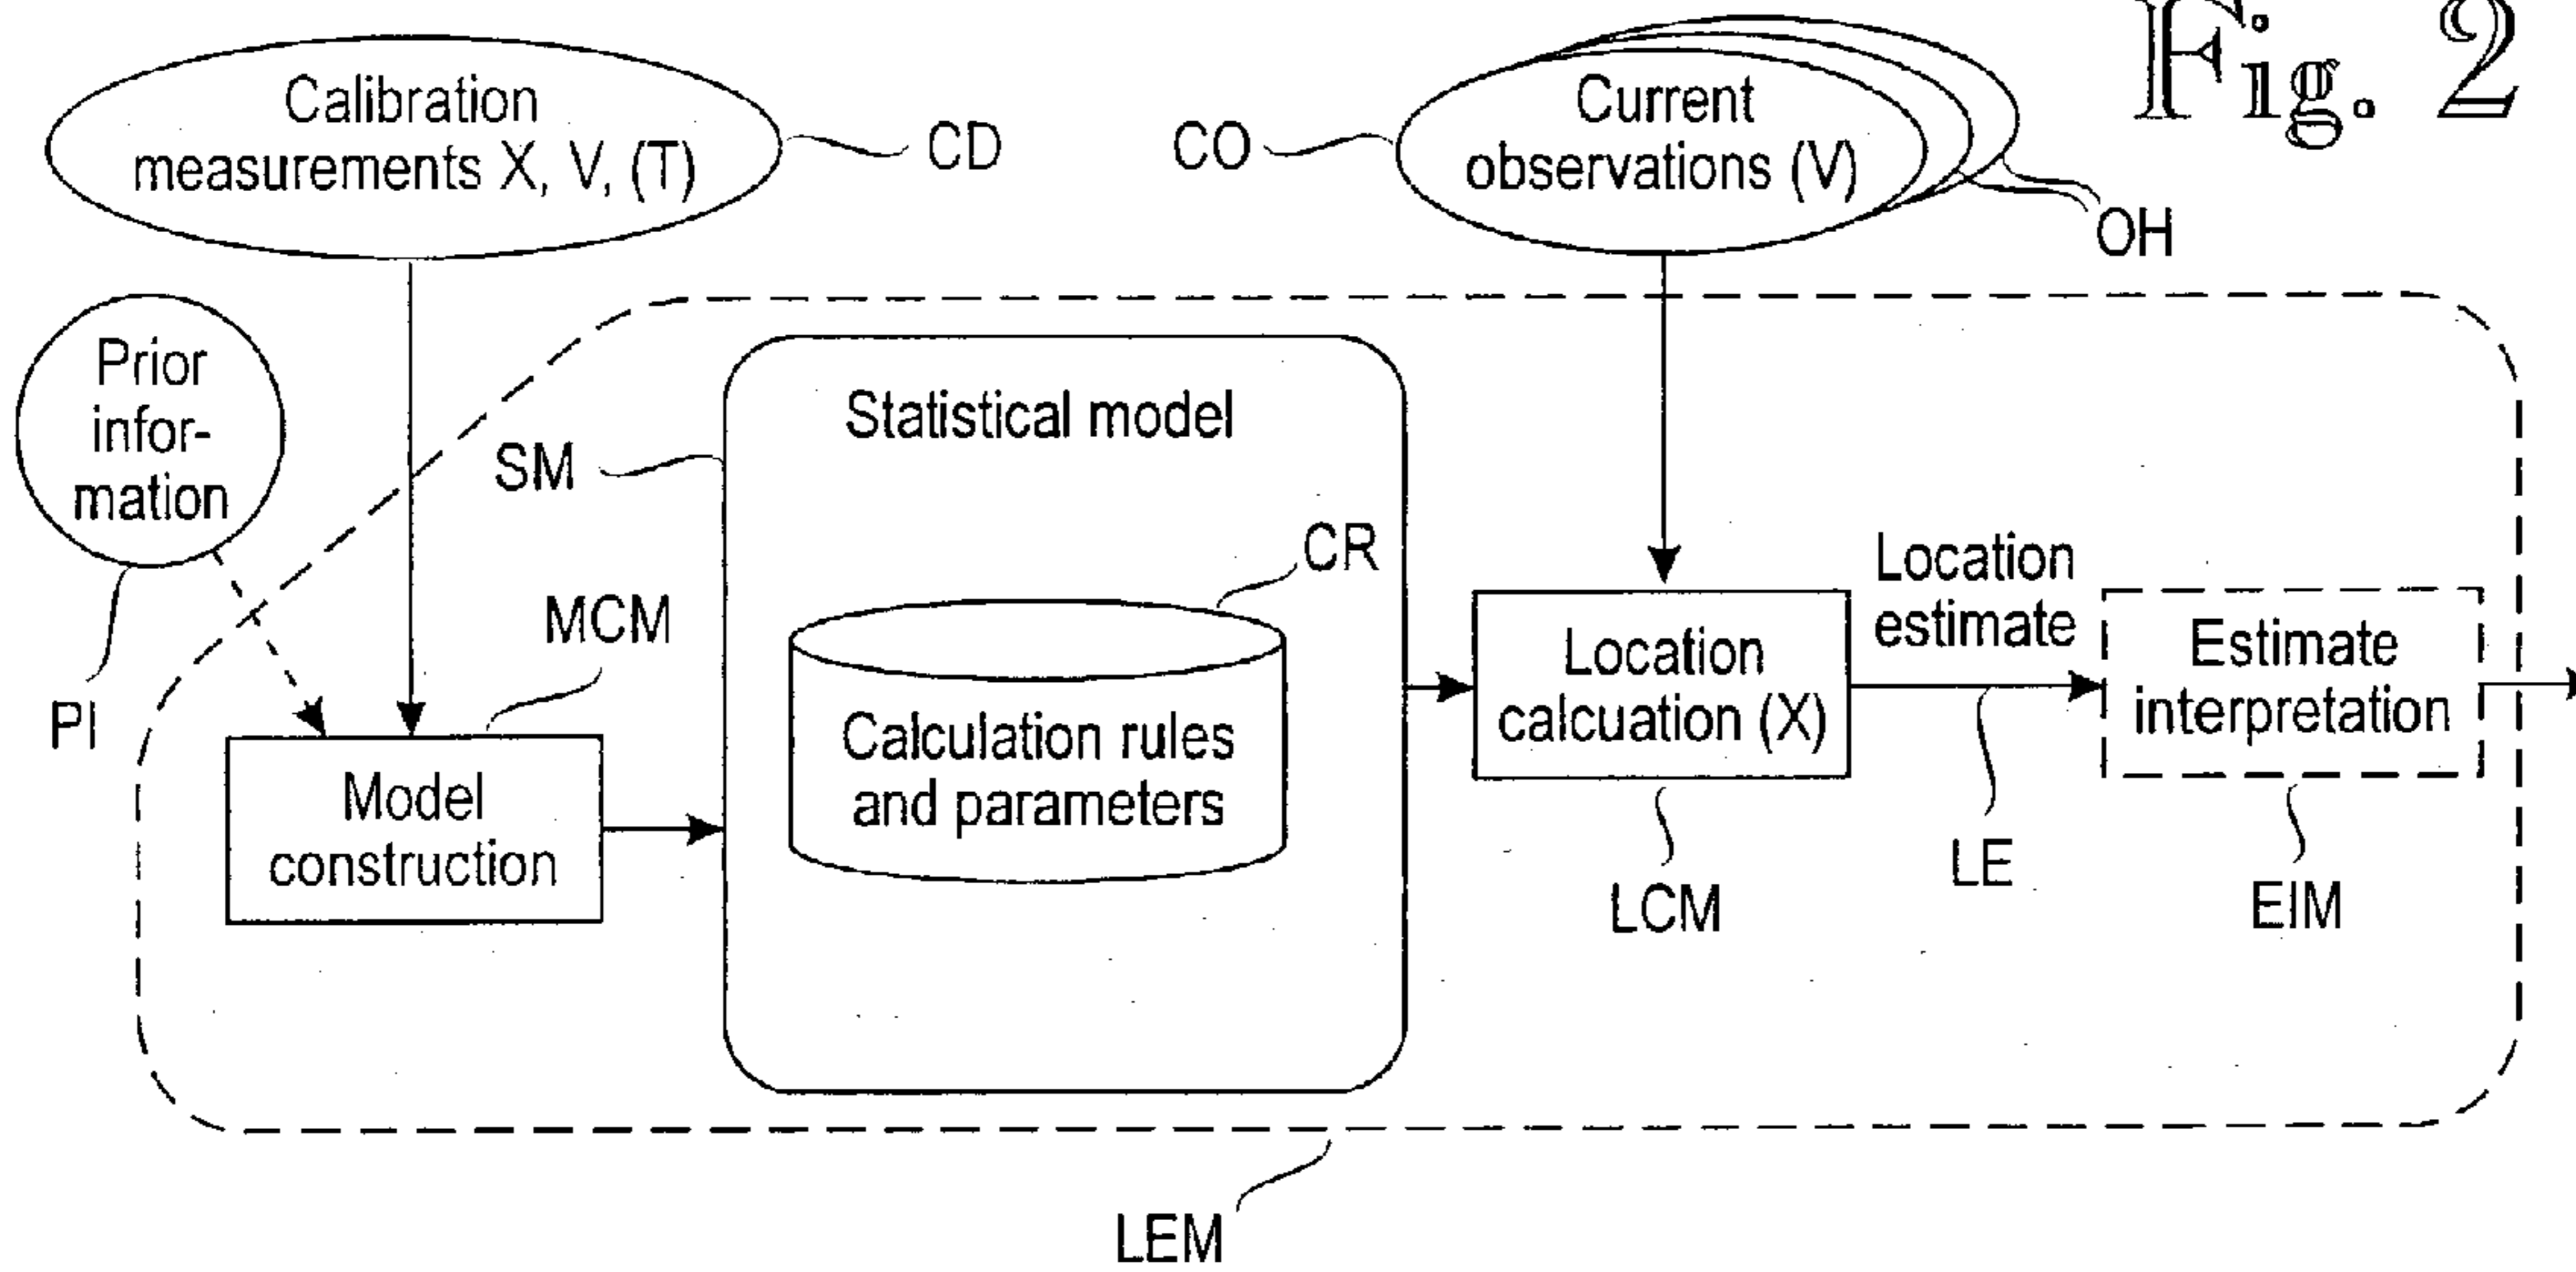 Fig. 2
Calibration
measurements X, V, (T)
CD
CO
Current
observations (V)
OH
Prior
infor-
mation
PI
SM
Statistical model
CR
MCM
Calculation rules
and parameters
Model
construction
Location
calcuation (X)
LCM
Location
estimate
LE
Estimate
interpretation
EIM
LEM